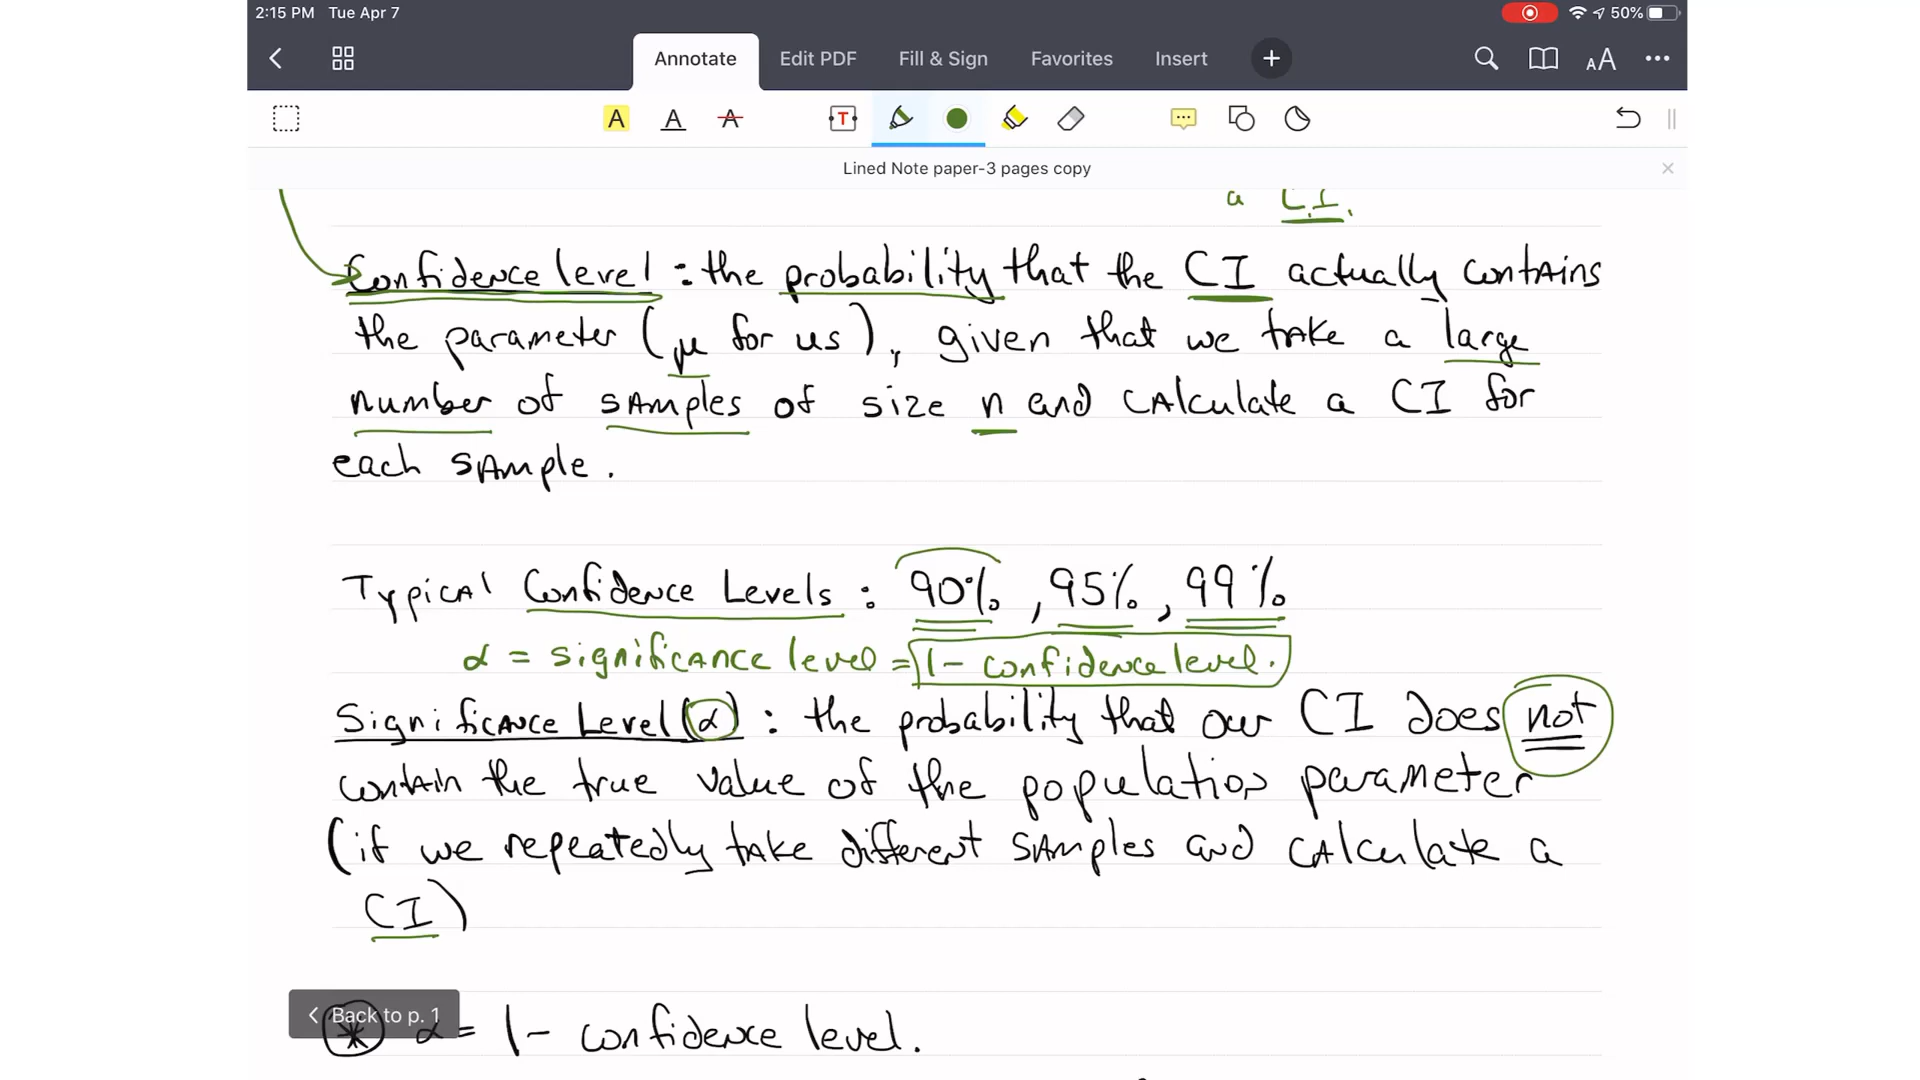 2:15 PM Tue Apr 7 50%
Annotate Edit PDF Fill & Sign Favorites Insert
A A A T AA
Lined Note paper-3 pages copy
a C.I.
Confidence level : the probability that the CI actually contains
the parameter (μ for us), given that we take a large
number of samples of size n and calculate a CI for
each sample.
Typical Confidence Levels : 90%, 95%, 99%
α = significance level = 1 - confidence level.
Significance Level (α) : the probability that our CI does not
contain the true value of the population parameter
(if we repeatedly take different samples and calculate a
CI)
Back to p. 1
* α = 1 - confidence level.